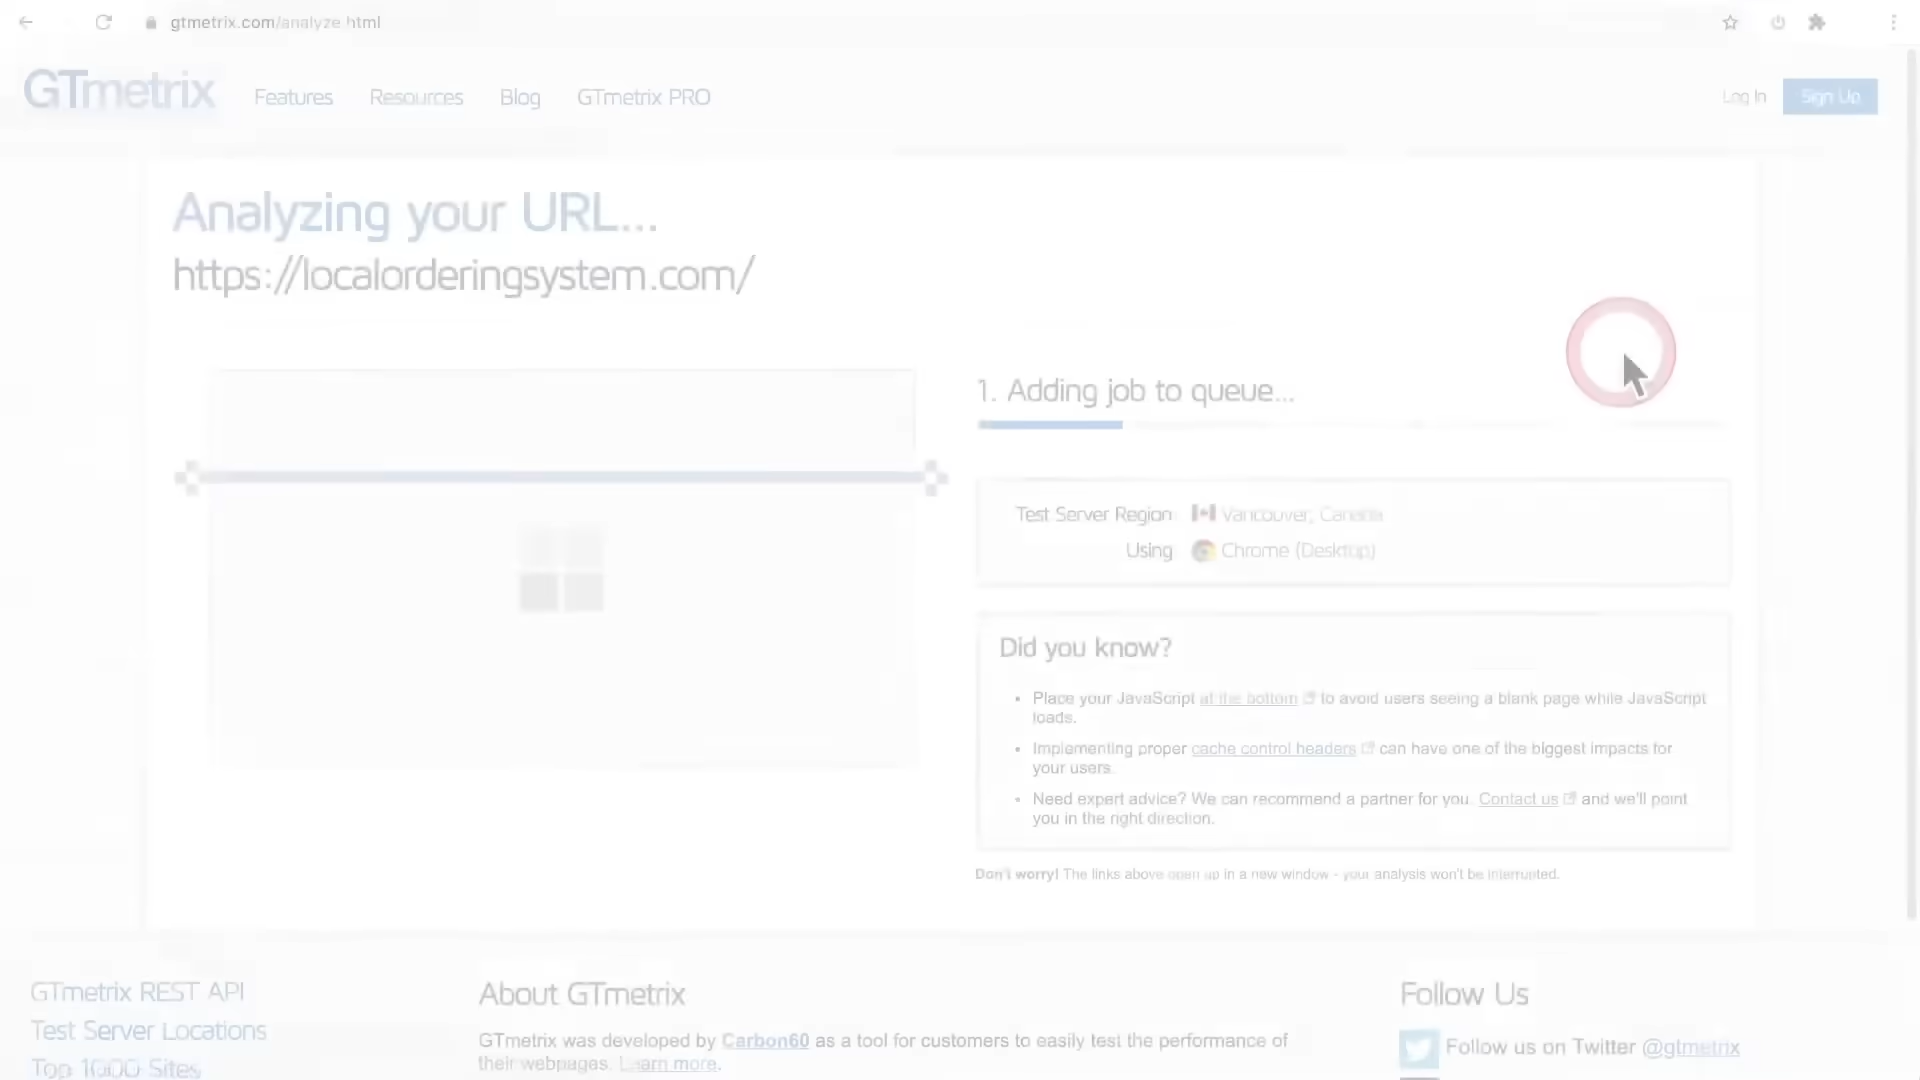 gtmetrix.com/analyze.html
GTmetrix
Features
Resources
Blog
GTmetrix PRO
Log In
Sign Up
Analyzing your URL...
https://localorderingsystem.com/
1. Adding job to queue...
Test Server Region
Vancouver, Canada
Using
Chrome (Desktop)
Did you know?
Place your JavaScript at the bottom to avoid users seeing a blank page while JavaScript
loads.
Implementing proper cache control headers can have one of the biggest impacts for
your users.
Need expert advice? We can recommend a partner for you. Contact us and we'll point
you in the right direction.
Don't worry! The links above open up in a new window - your analysis won't be interrupted.
GTmetrix REST API
Test Server Locations
Top 1000 Sites
About GTmetrix
GTmetrix was developed by Carbon60 as a tool for customers to easily test the performance of
their webpages. Learn more.
Follow Us
Follow us on Twitter @gtmetrix